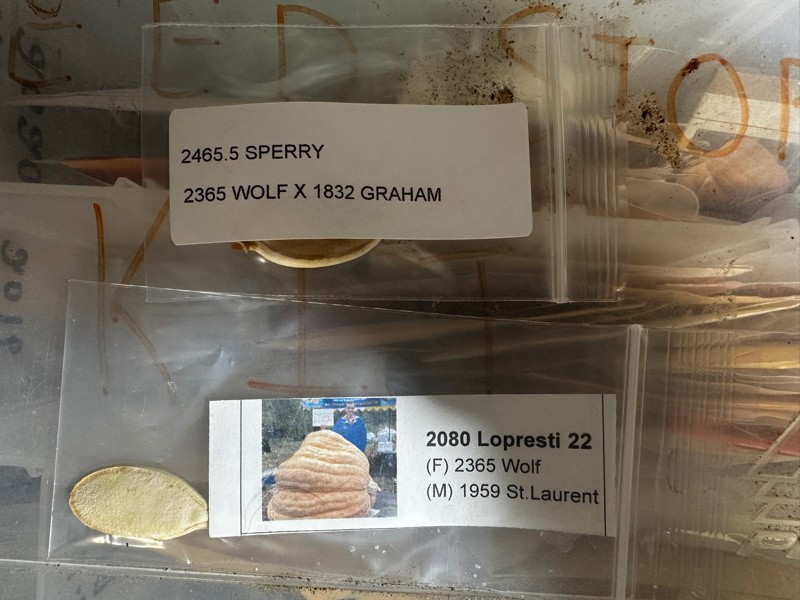 2465.5 SPERRY
2365 WOLF X 1832 GRAHAM
2080 Lopresti 22
(F) 2365 Wolf
(M) 1959 St.Laurent